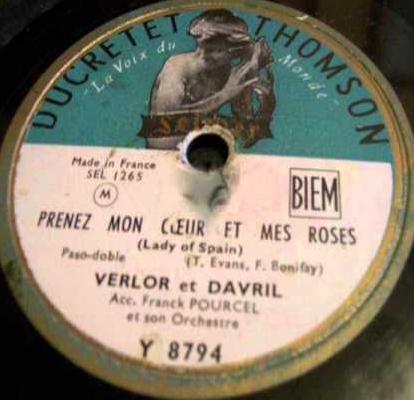 DUCRETET THOMSON
"La Voix du Monde"
Made in France
SEL 1265
M
BIEM
PRENEZ MON CŒUR ET MES ROSES
(Lady of Spain)
Paso-doble (T. Evans, F. Bonifay)
VERLOR et DAVRIL
Acc. Franck POURCEL
et son Orchestre
Y 8794